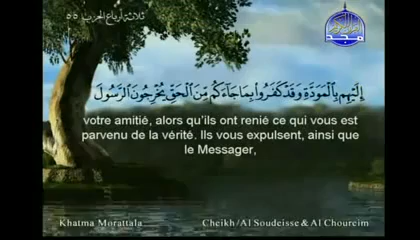 ثلاثة أرباع الحزب ٥٥
إِلَيْهِم بِالْمَوَدَّةِ وَقَدْ كَفَرُوا بِمَا جَاءَكُم مِّنَ الْحَقِّ يُخْرِجُونَ الرَّسُولَ
votre amitié, alors qu'ils ont renié ce qui vous est
parvenu de la vérité. Ils vous expulsent, ainsi que
le Messager,
Khatma Morattala
Cheikh /Al Soudeisse & Al Choureim